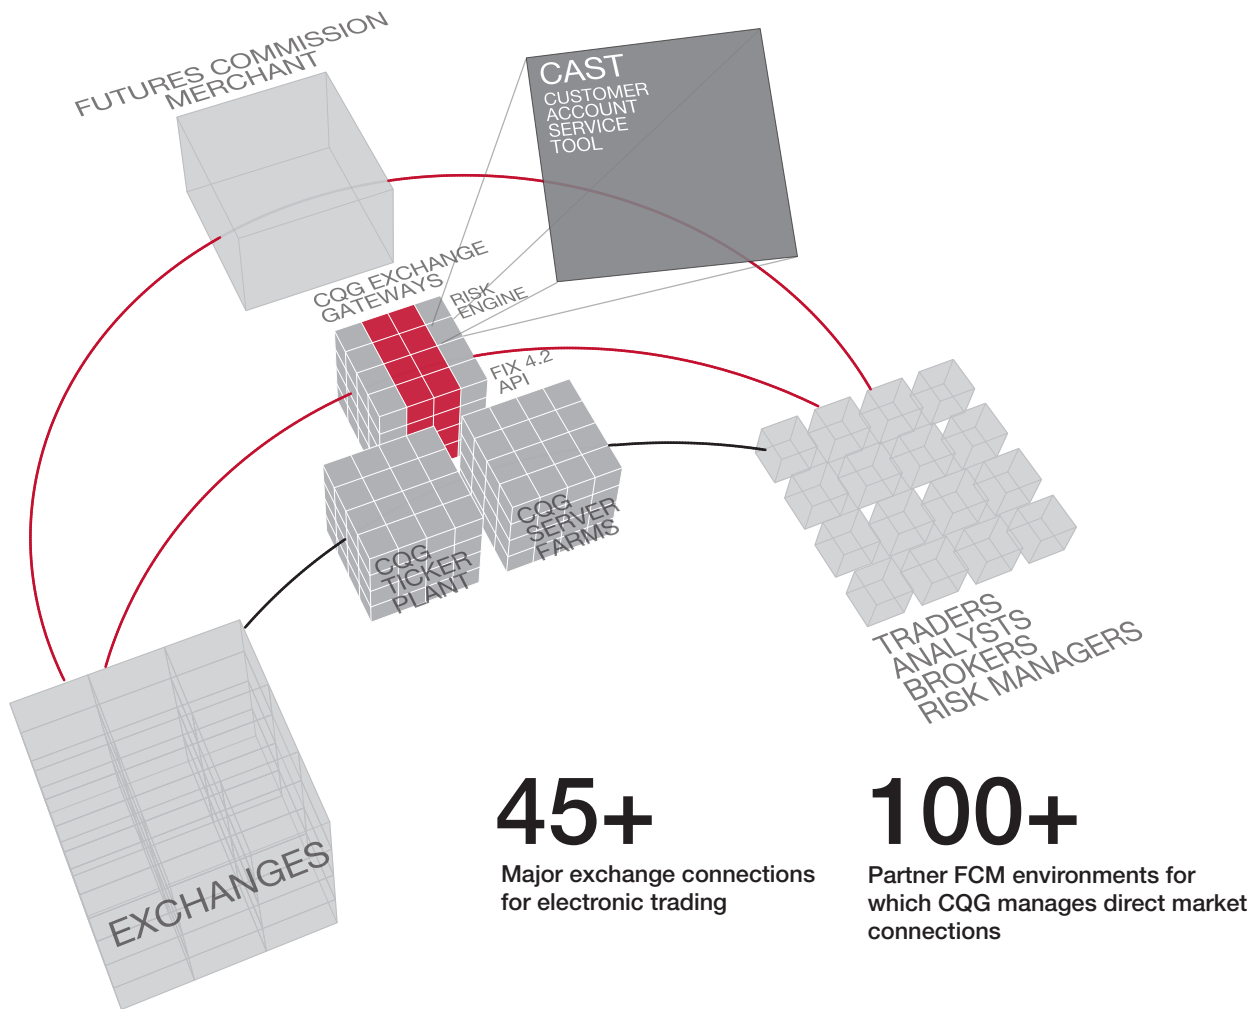 FUTURES COMMISSION
MERCHANT
CAST
CUSTOMER
ACCOUNT
SERVICE
TOOL
CQG EXCHANGE
GATEWAYS
RISK
ENGINE
FIX 4.2
API
CQG
SERVER
FARMS
CQG
TICKER
PLANT
TRADERS
ANALYSTS
BROKERS
RISK MANAGERS
EXCHANGES
45+
Major exchange connections
for electronic trading
100+
Partner FCM environments for
which CQG manages direct market
connections